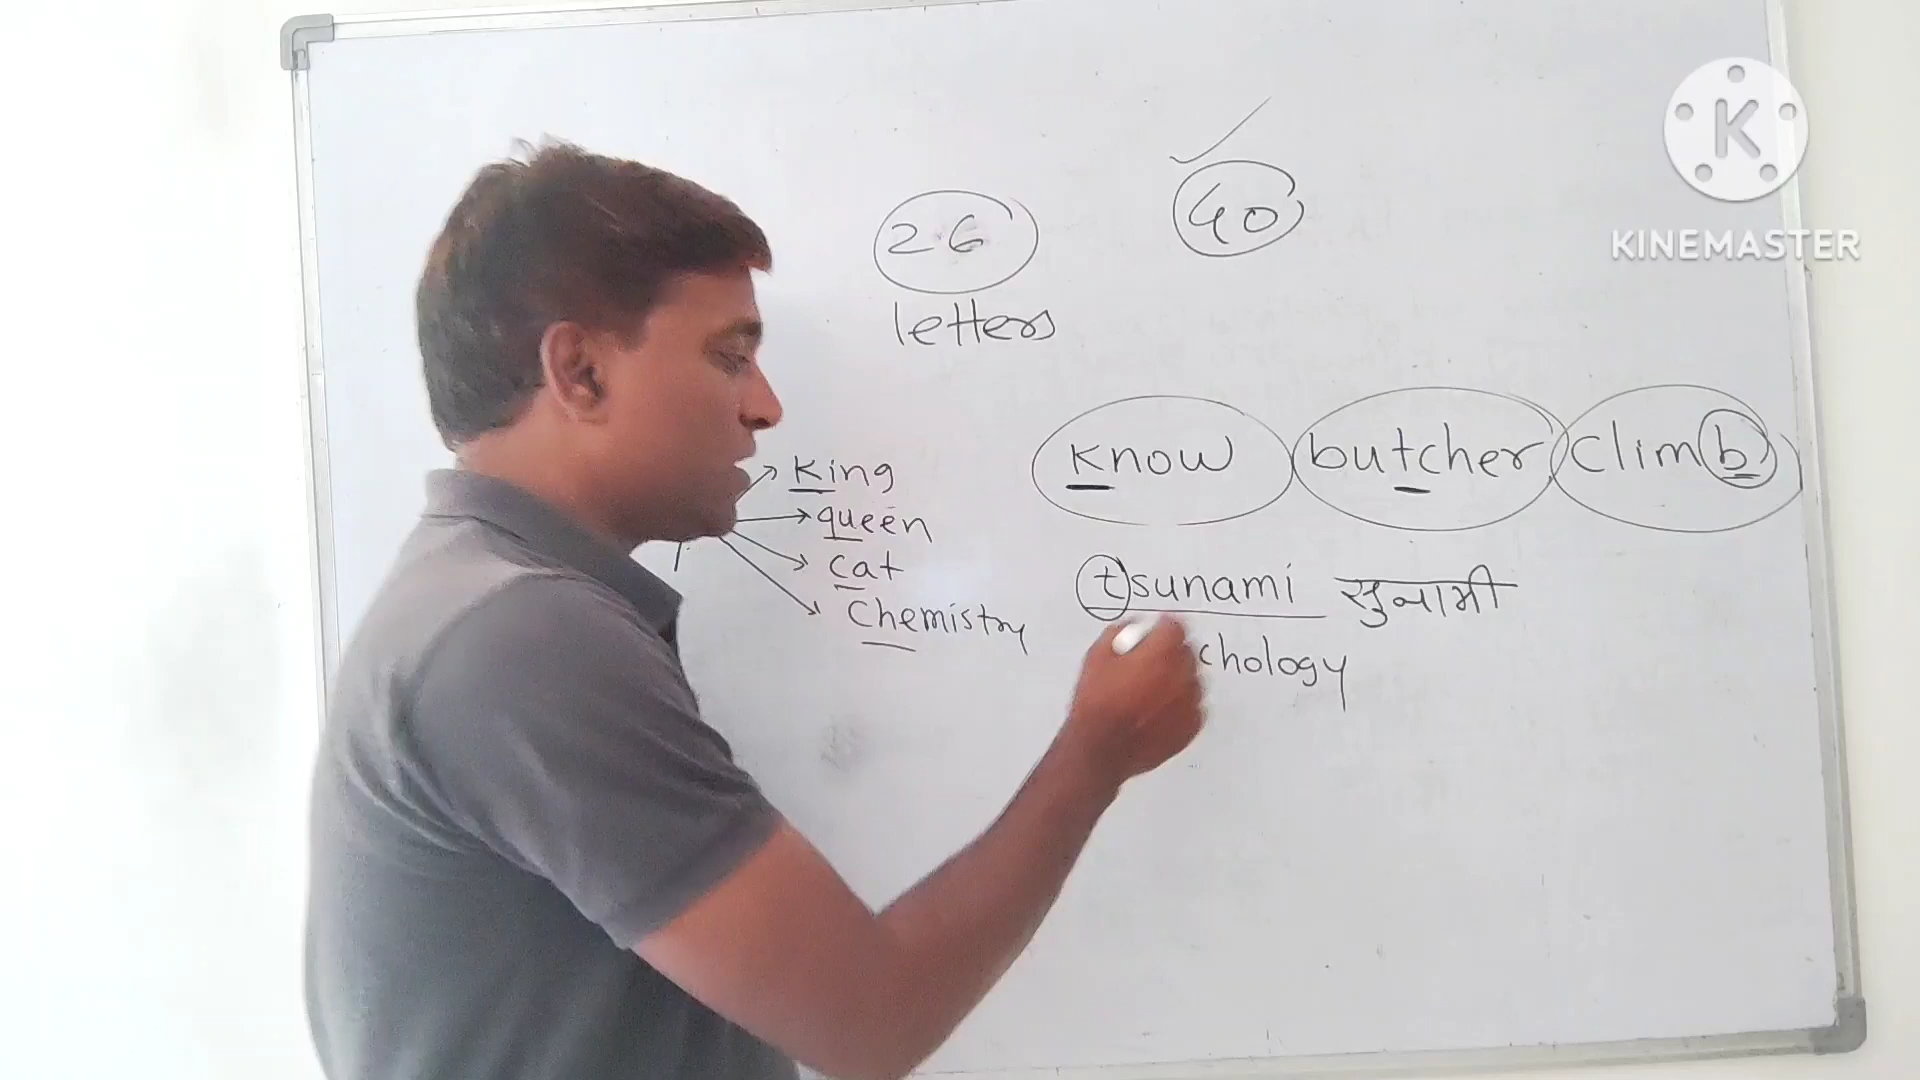 K
KINEMASTER
26
40
letters
know butcher climb
king
queen
cat
chemistry
tsunami सुनामी
chology